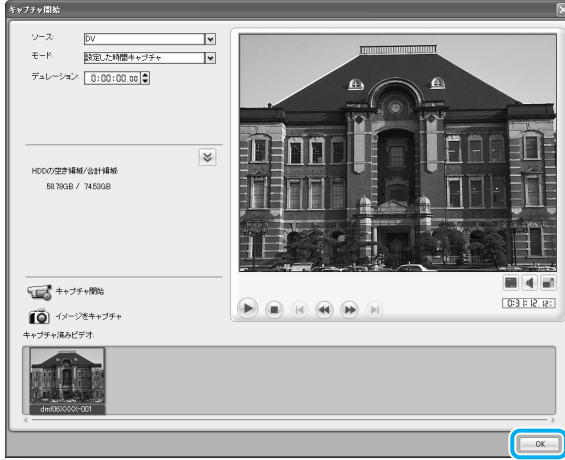 キャプチャ開始
ソース: DV
モード: 設定した時間キャプチャ
デュレーション: 0:00:00.00
HDDの空き領域/合計領域:
58.78GB / 74.53GB
キャプチャ開始
イメージをキャプチャ
キャプチャ済みビデオ:
OK